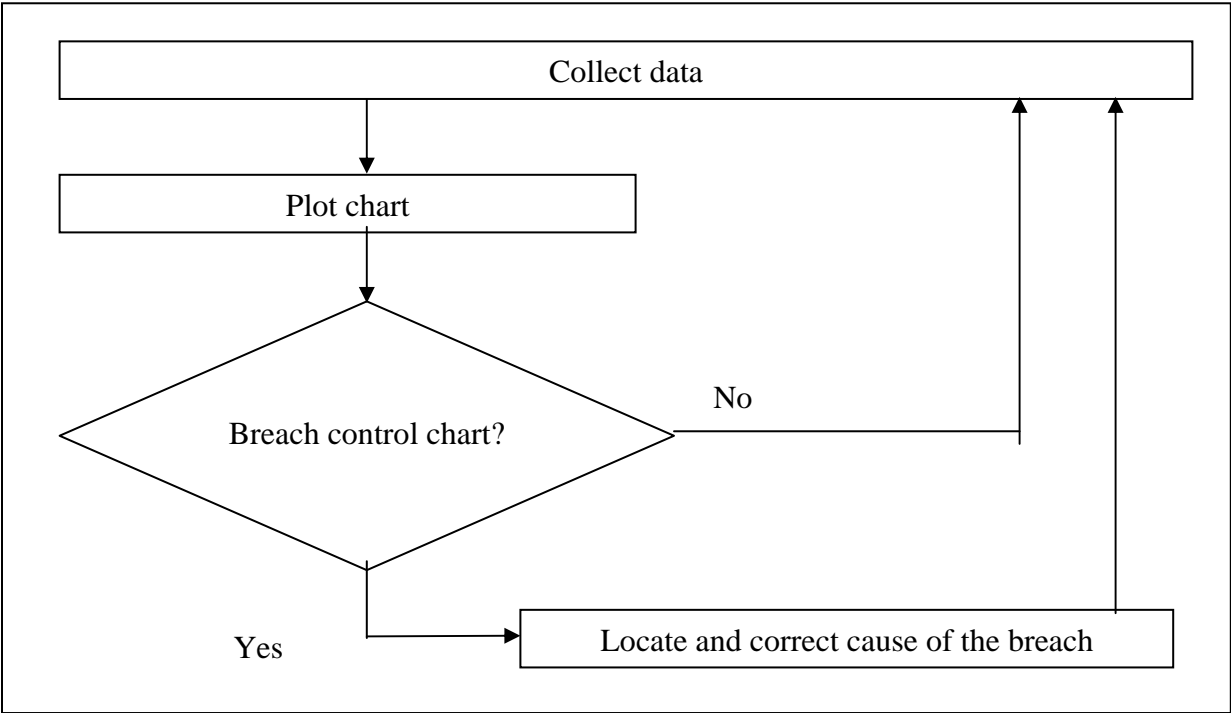 Collect data
Plot chart
No
Breach control chart?
Yes
Locate and correct cause of the breach